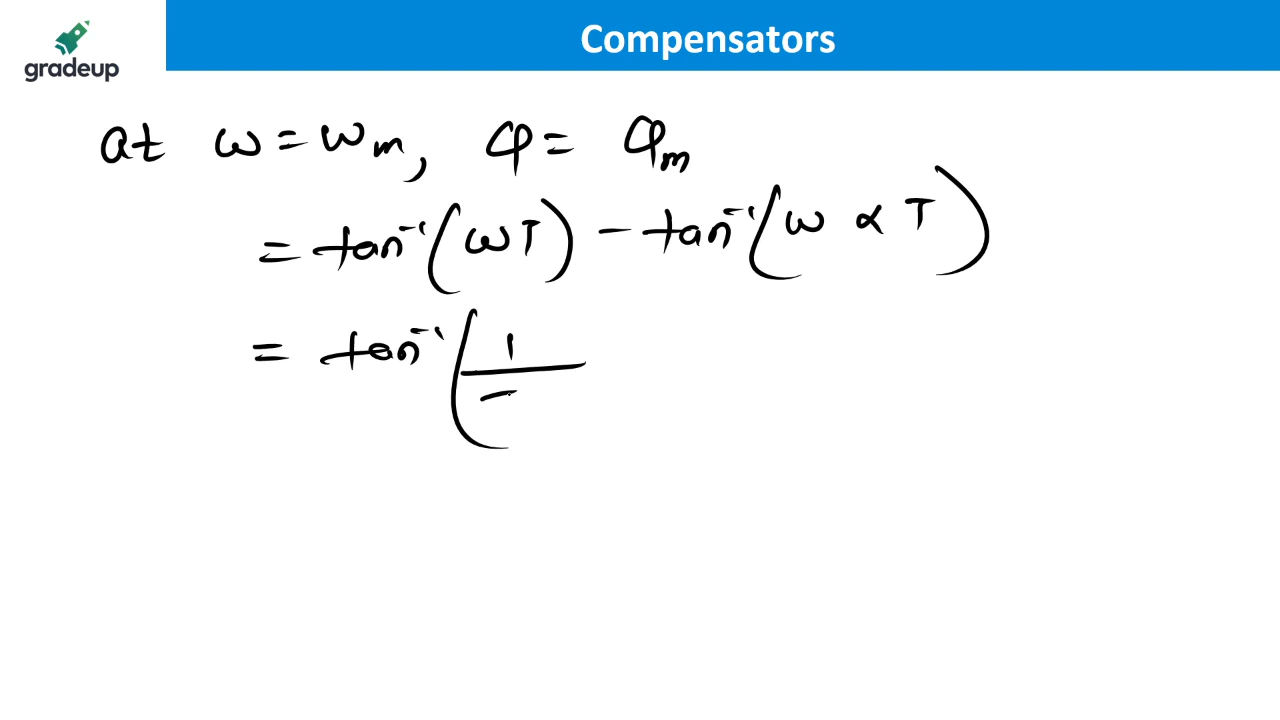 gradeup
Compensators
at ω = ωm, φ = φm
= tan⁻¹(ωT) − tan⁻¹(ω α T)
= tan⁻¹(1/−